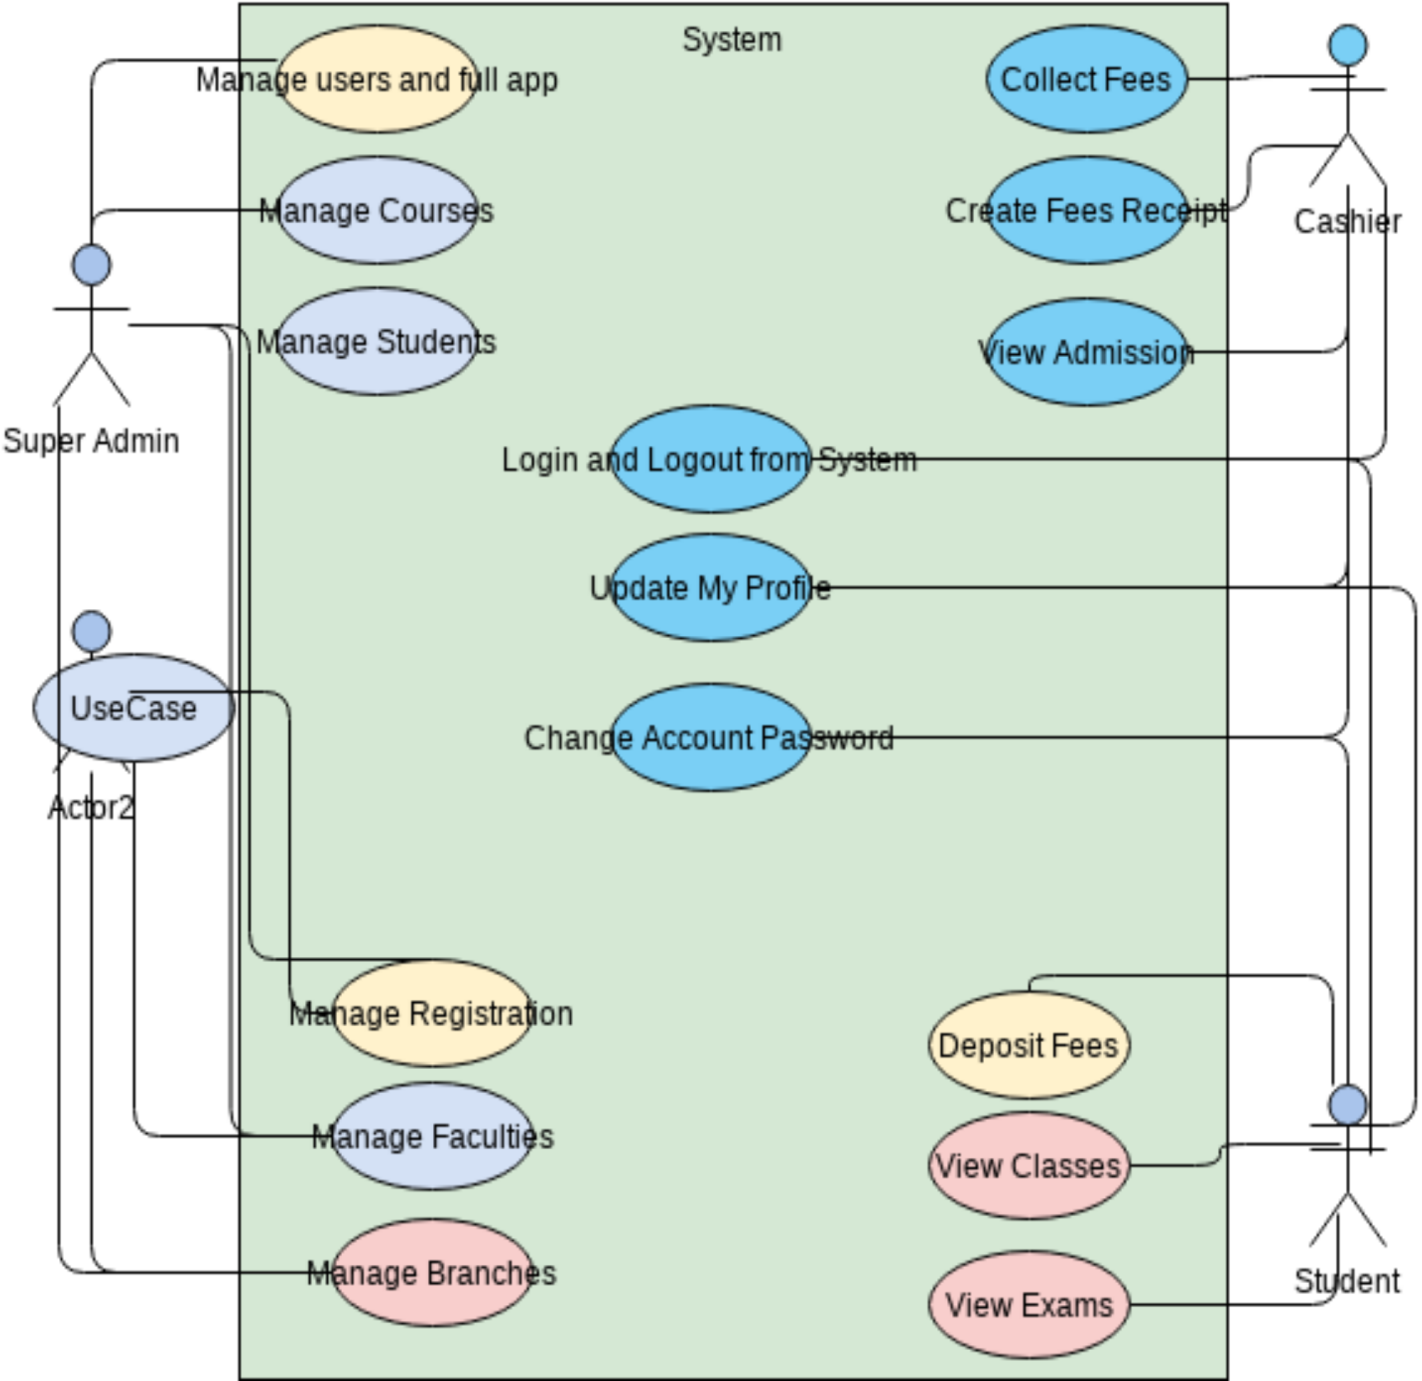 System
Manage users and full app
Collect Fees
Manage Courses
Create Fees Receipt
Cashier
Manage Students
View Admission
Super Admin
Login and Logout from System
Update My Profile
UseCase
Change Account Password
Actor2
Manage Registration
Deposit Fees
Manage Faculties
View Classes
Manage Branches
Student
View Exams